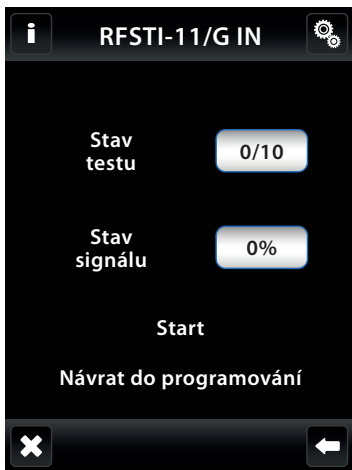 i RFSTI-11/G IN
Stav
testu
0/10
Stav
signálu
0%
Start
Návrat do programování